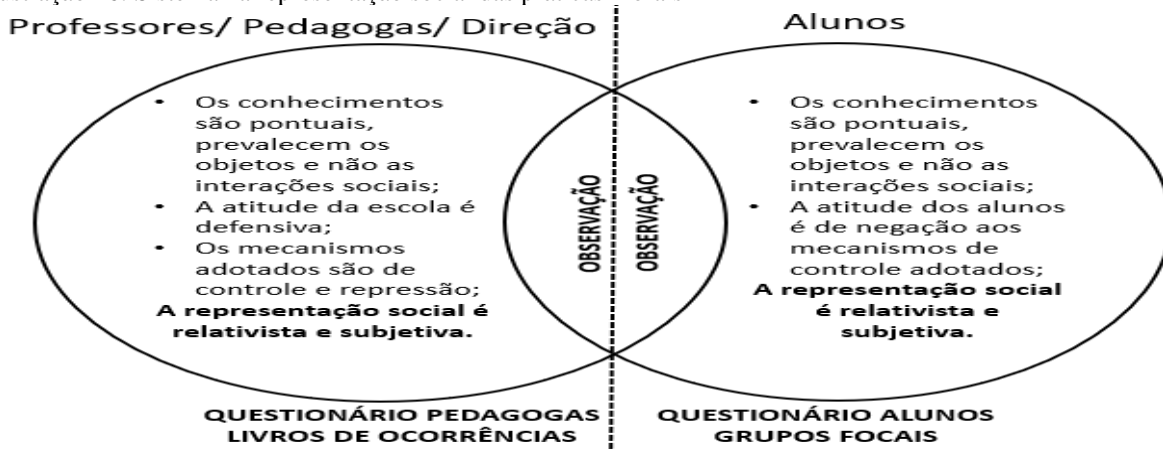 Professores/ Pedagogas/ Direção
Alunos
• Os conhecimentos
são pontuais,
prevalecem os
objetos e não as
interações sociais;
• A atitude da escola é
defensiva;
• Os mecanismos
adotados são de
controle e repressão;
A representação social é
relativista e subjetiva.
OBSERVAÇÃO
OBSERVAÇÃO
• Os conhecimentos
são pontuais,
prevalecem os
objetos e não as
interações sociais;
• A atitude dos alunos
é de negação aos
mecanismos de
controle adotados;
A representação social
é relativista e
subjetiva.
QUESTIONÁRIO PEDAGOGAS
LIVROS DE OCORRÊNCIAS
QUESTIONÁRIO ALUNOS
GRUPOS FOCAIS